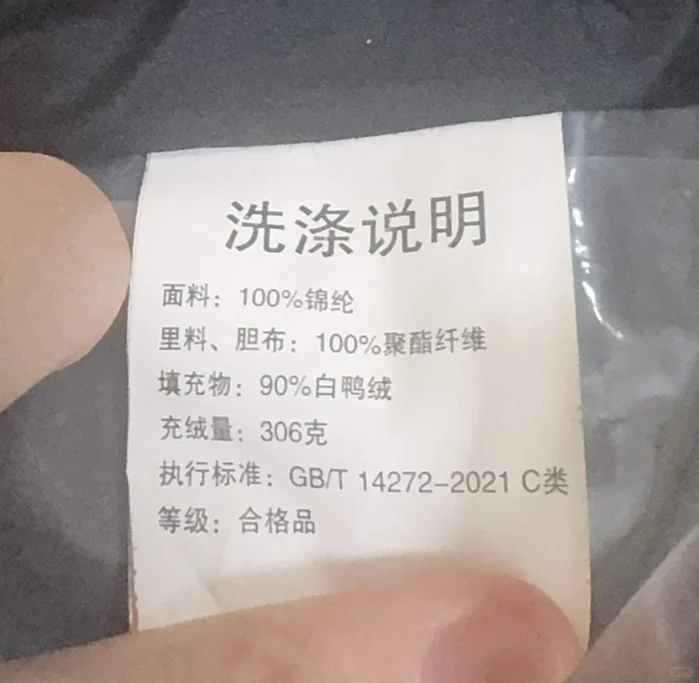 洗涤说明
面料：100%锦纶
里料、胆布：100%聚酯纤维
填充物：90%白鸭绒
充绒量：306克
执行标准：GB/T 14272-2021 C类
等级：合格品